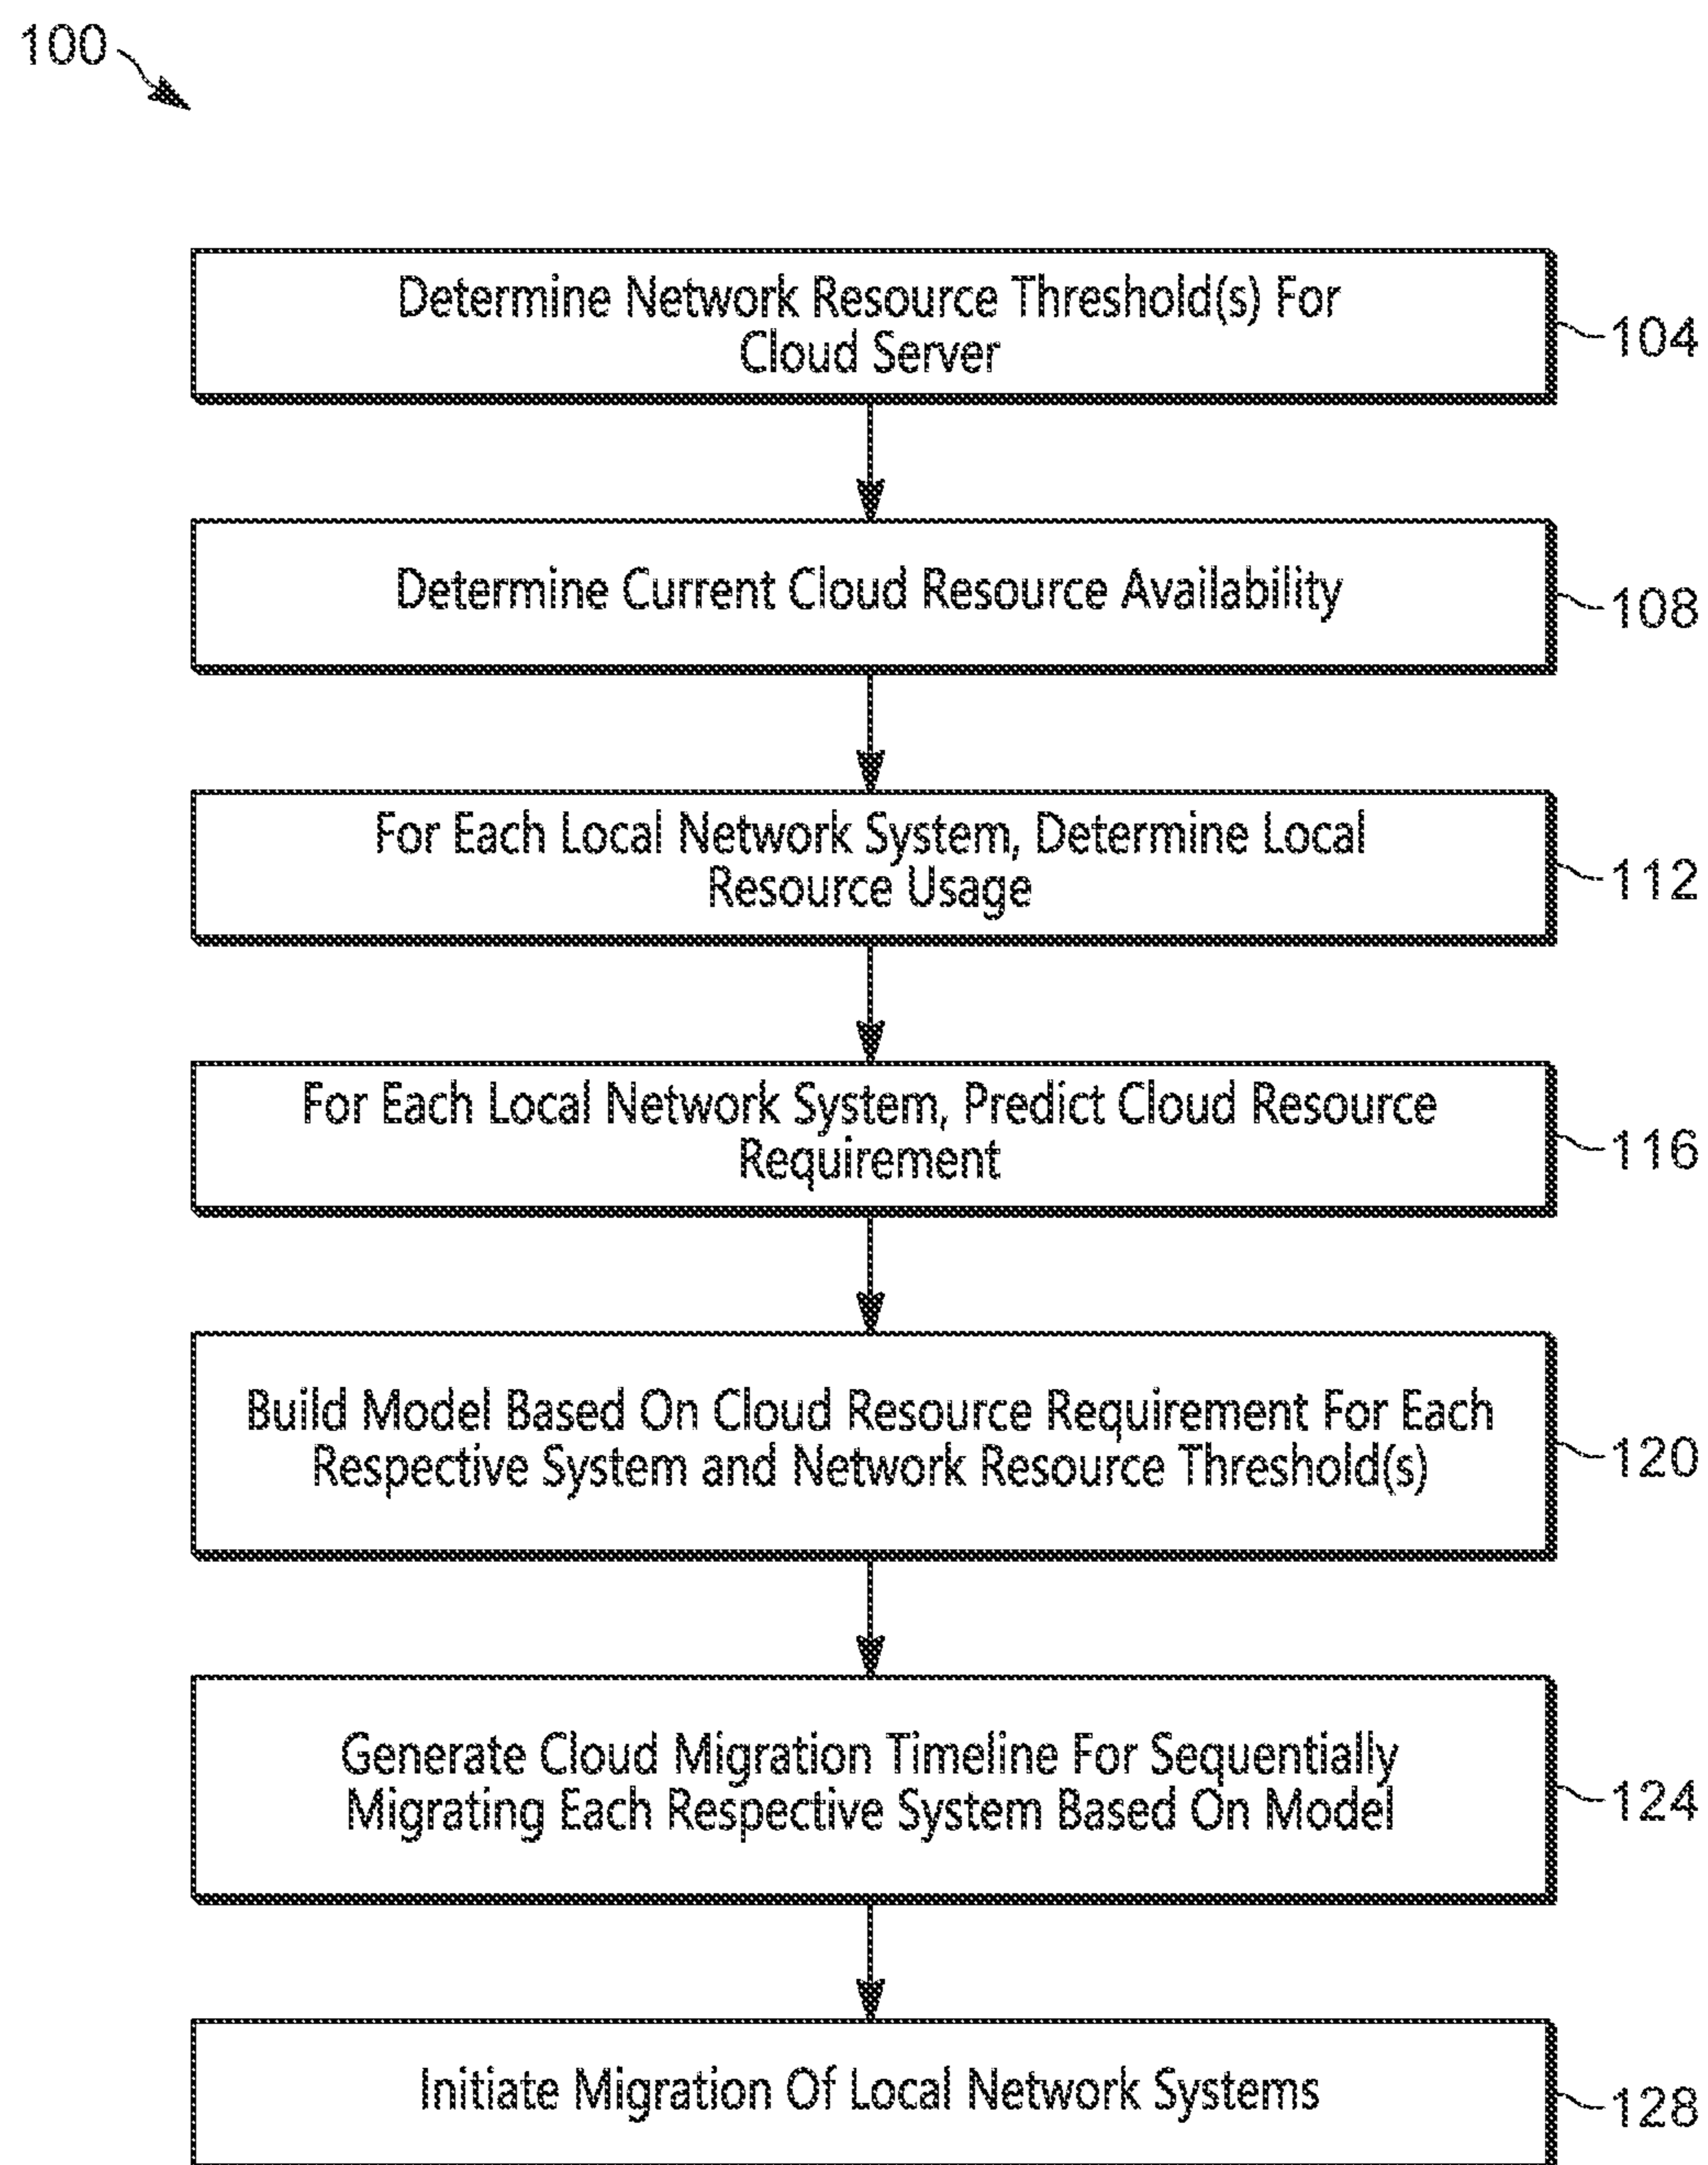 100
Determine Network Resource Threshold(s) For
Cloud Server
104
Determine Current Cloud Resource Availability
108
For Each Local Network System, Determine Local
Resource Usage
112
For Each Local Network System, Predict Cloud Resource
Requirement
116
Build Model Based On Cloud Resource Requirement For Each
Respective System and Network Resource Threshold(s)
120
Generate Cloud Migration Timeline For Sequentially
Migrating Each Respective System Based On Model
124
Initiate Migration Of Local Network Systems
128